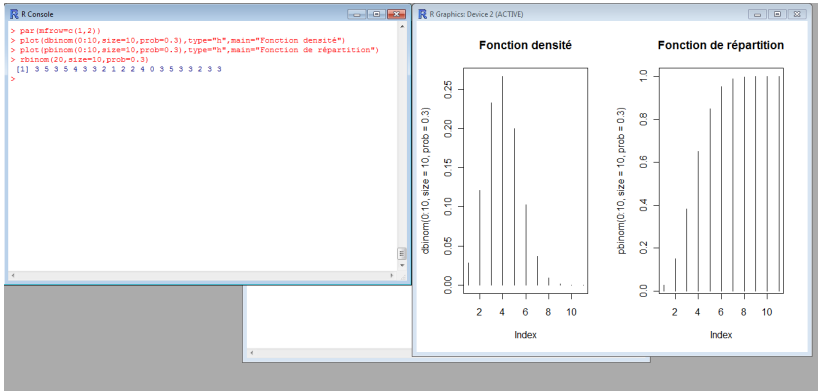 R Console
> par(mfrow=c(1,2))
> plot(dbinom(0:10,size=10,prob=0.3),type="h",main="Fonction densité")
> plot(pbinom(0:10,size=10,prob=0.3),type="h",main="Fonction de répartition")
> rbinom(20,size=10,prob=0.3)
[1] 3 5 3 5 4 3 3 2 1 2 2 4 0 3 5 3 3 2 3 3
>
R Graphics: Device 2 (ACTIVE)
Fonction densité
dbinom(0:10, size = 10, prob = 0.3)
0.25
0.20
0.15
0.10
0.05
0.00
2 4 6 8 10
Index
Fonction de répartition
pbinom(0:10, size = 10, prob = 0.3)
1.0
0.8
0.6
0.4
0.2
0.0
2 4 6 8 10
Index